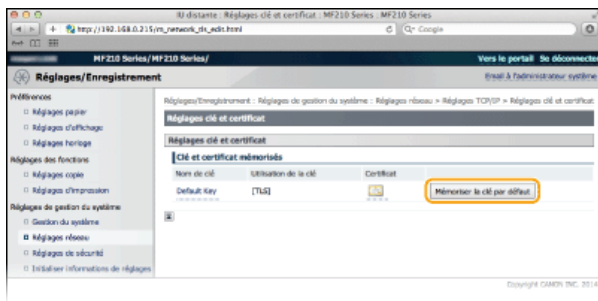 IU distante : Réglages clé et certificat : MF210 Series : MF210 Series
http://192.168.0.215/m_network_tls_edit.html
Google
MF210 Series/MF210 Series/
Vers le portail Se déconnecter
Réglages/Enregistrement
Email à l'administrateur système
Préférences
Réglages papier
Réglages d'affichage
Réglages horloge
Réglages des fonctions
Réglages copie
Réglages d'impression
Réglages de gestion du système
Gestion du système
Réglages réseau
Réglages de sécurité
Initialiser informations de réglages
Réglages/Enregistrement : Réglages de gestion du système : Réglages réseau > Réglages TCP/IP > Réglages clé et certificat
Réglages clé et certificat
Réglages clé et certificat
Clé et certificat mémorisés
Nom de clé Utilisation de la clé Certificat
Default Key [TLS] Mémoriser la clé par défaut
Copyright CANON INC. 2014